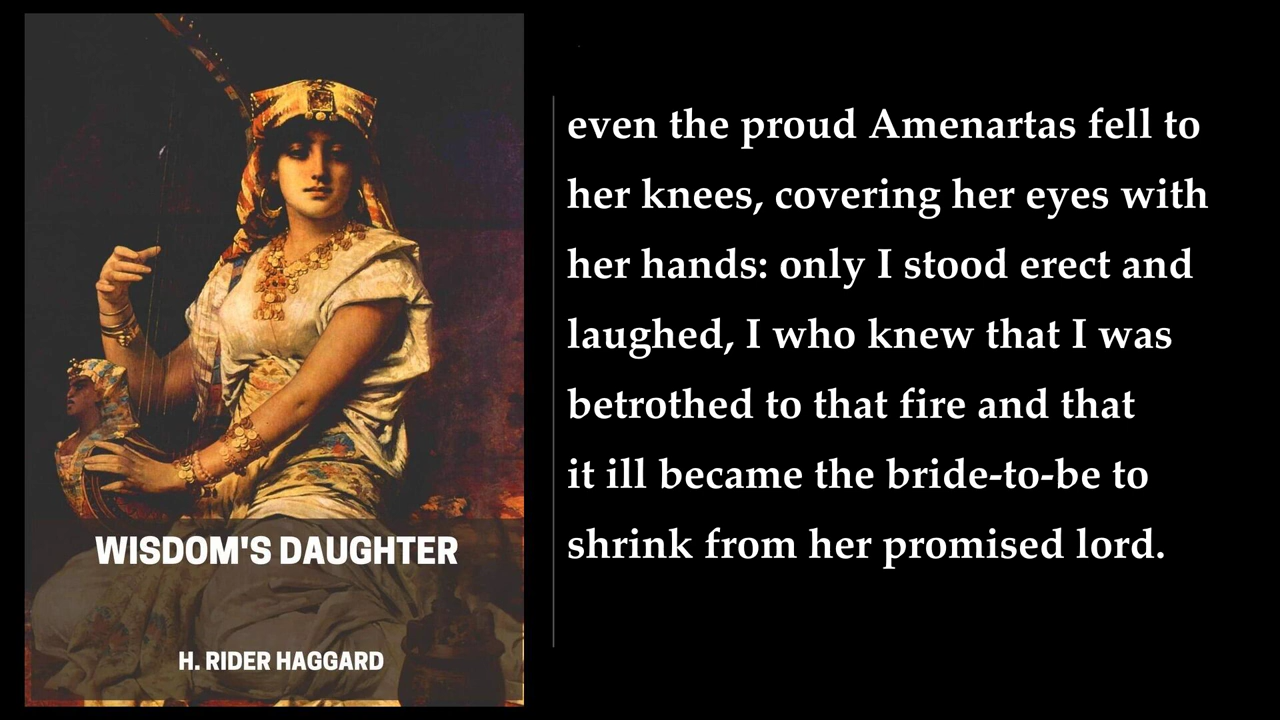 WISDOM'S DAUGHTER
H. RIDER HAGGARD
even the proud Amenartas fell to
her knees, covering her eyes with
her hands: only I stood erect and
laughed, I who knew that I was
betrothed to that fire and that
it ill became the bride-to-be to
shrink from her promised lord.